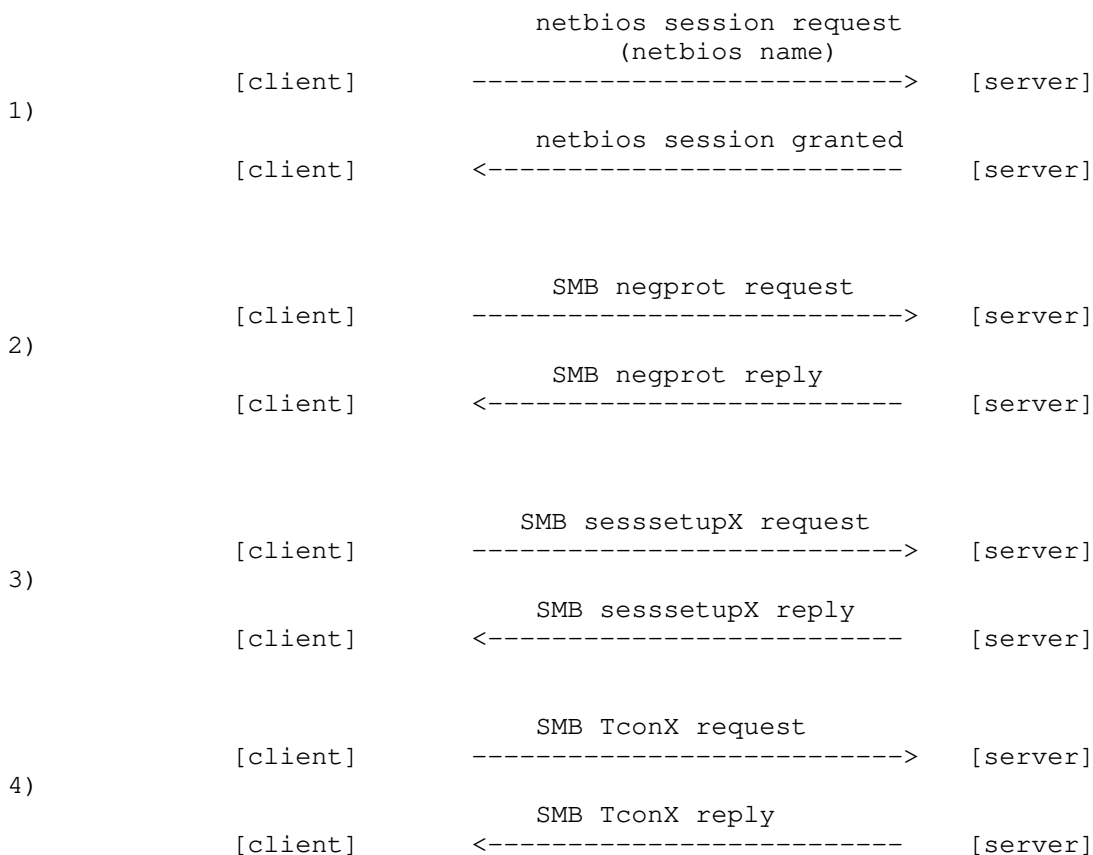 netbios session request
(netbios name)
[client] ---------------------------> [server]
1)
netbios session granted
[client] <-------------------------- [server]
SMB negprot request
[client] ---------------------------> [server]
2)
SMB negprot reply
[client] <-------------------------- [server]
SMB sesssetupX request
[client] ---------------------------> [server]
3)
SMB sesssetupX reply
[client] <-------------------------- [server]
SMB TconX request
[client] ---------------------------> [server]
4)
SMB TconX reply
[client] <-------------------------- [server]